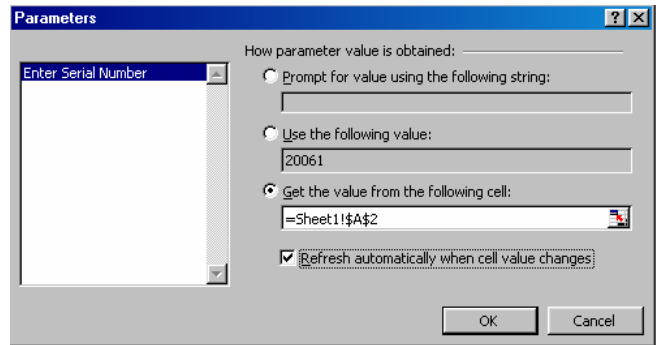 Parameters
How parameter value is obtained:
Enter Serial Number
Prompt for value using the following string:
Use the following value:
20061
Get the value from the following cell:
=Sheet1!$A$2
Refresh automatically when cell value changes
OK
Cancel